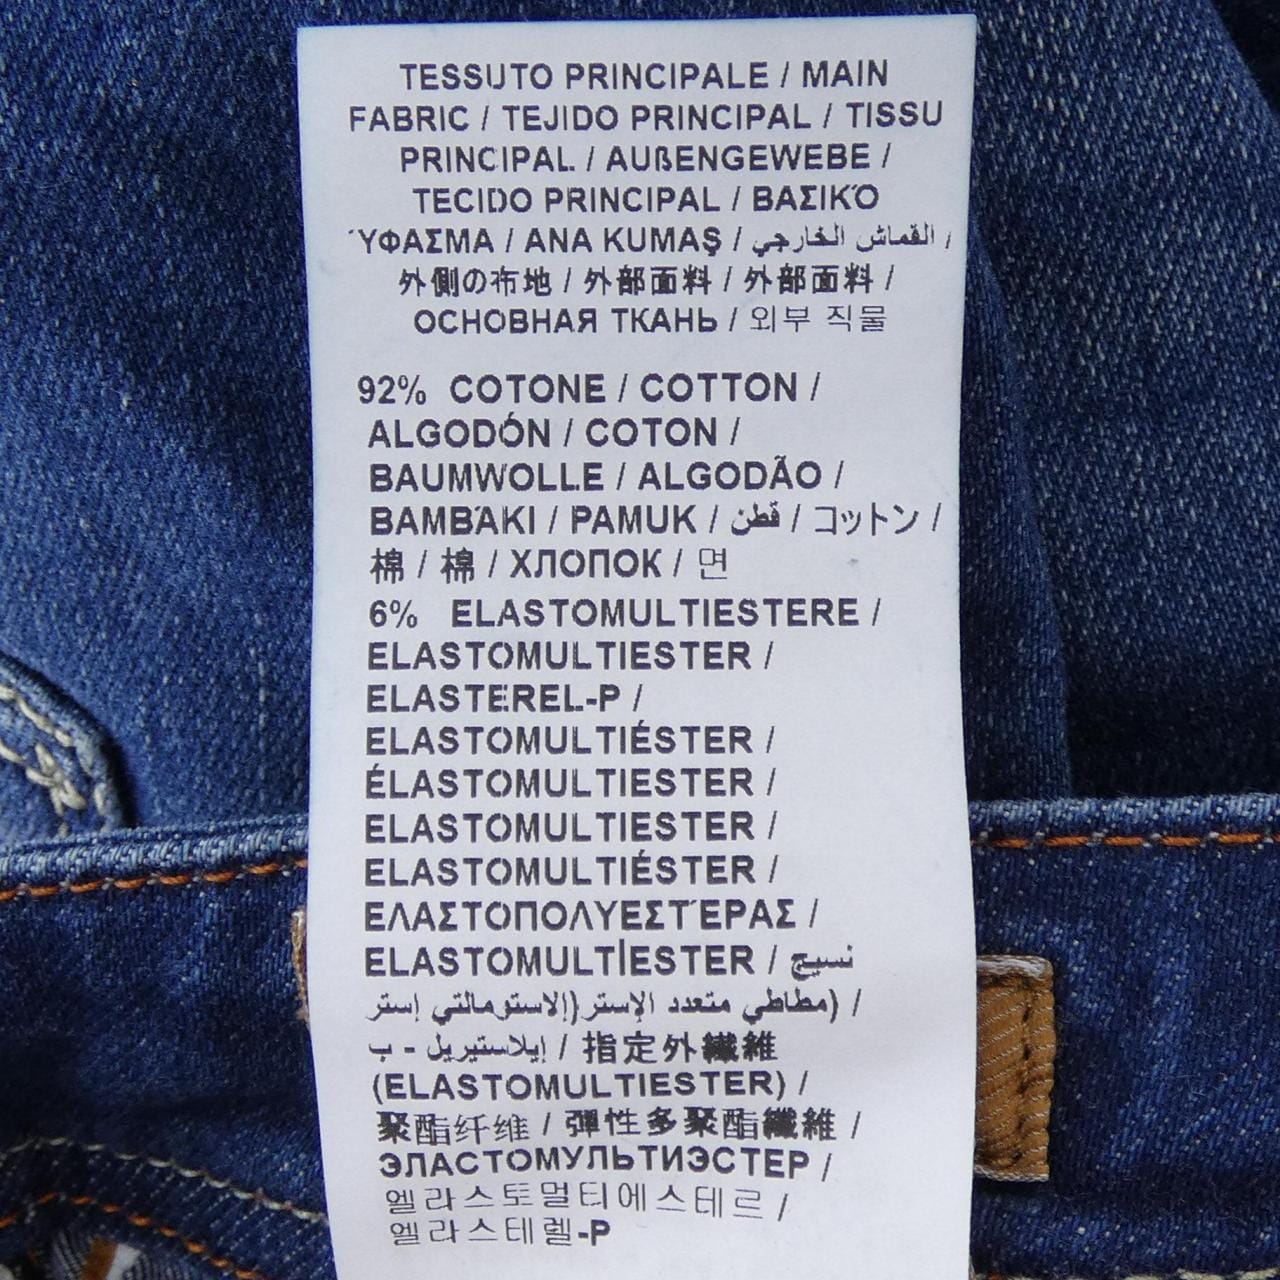 TESSUTO PRINCIPALE / MAIN
FABRIC / TEJIDO PRINCIPAL / TISSU
PRINCIPAL / AUßENGEWEBE /
TECIDO PRINCIPAL / ΒΑΣΙΚΌ
ΎΦΑΣΜΑ / ANA KUMAŞ / القماش الخارجي /
外側の布地 / 外部面料 / 外部面料 /
ОСНОВНАЯ ТКАНЬ / 외부 직물
92% COTONE / COTTON /
ALGODÓN / COTON /
BAUMWOLLE / ALGODÃO /
ΒΑΜΒΆΚΙ / PAMUK / قطن / コットン /
棉 / 棉 / ХЛОПОК / 면
6% ELASTOMULTIESTERE /
ELASTOMULTIESTER /
ELASTEREL-P /
ELASTOMULTIÉSTER /
ÉLASTOMULTIESTER /
ELASTOMULTIESTER /
ELASTOMULTIÉSTER /
ΕΛΑΣΤΟΠΟΛΥΕΣΤΈΡΑΣ /
ELASTOMULTİESTER / نسيج
مطاطي متعدد الإستر(الاستومالتي إستر) /
إيلاستيريل - ب / 指定外繊維
(ELASTOMULTIESTER) /
聚酯纤维 / 彈性多聚酯纖維 /
ЭЛАСТОМУЛЬТИЭСТЕР /
엘라스토멀티에스테르 /
엘라스테렐-P